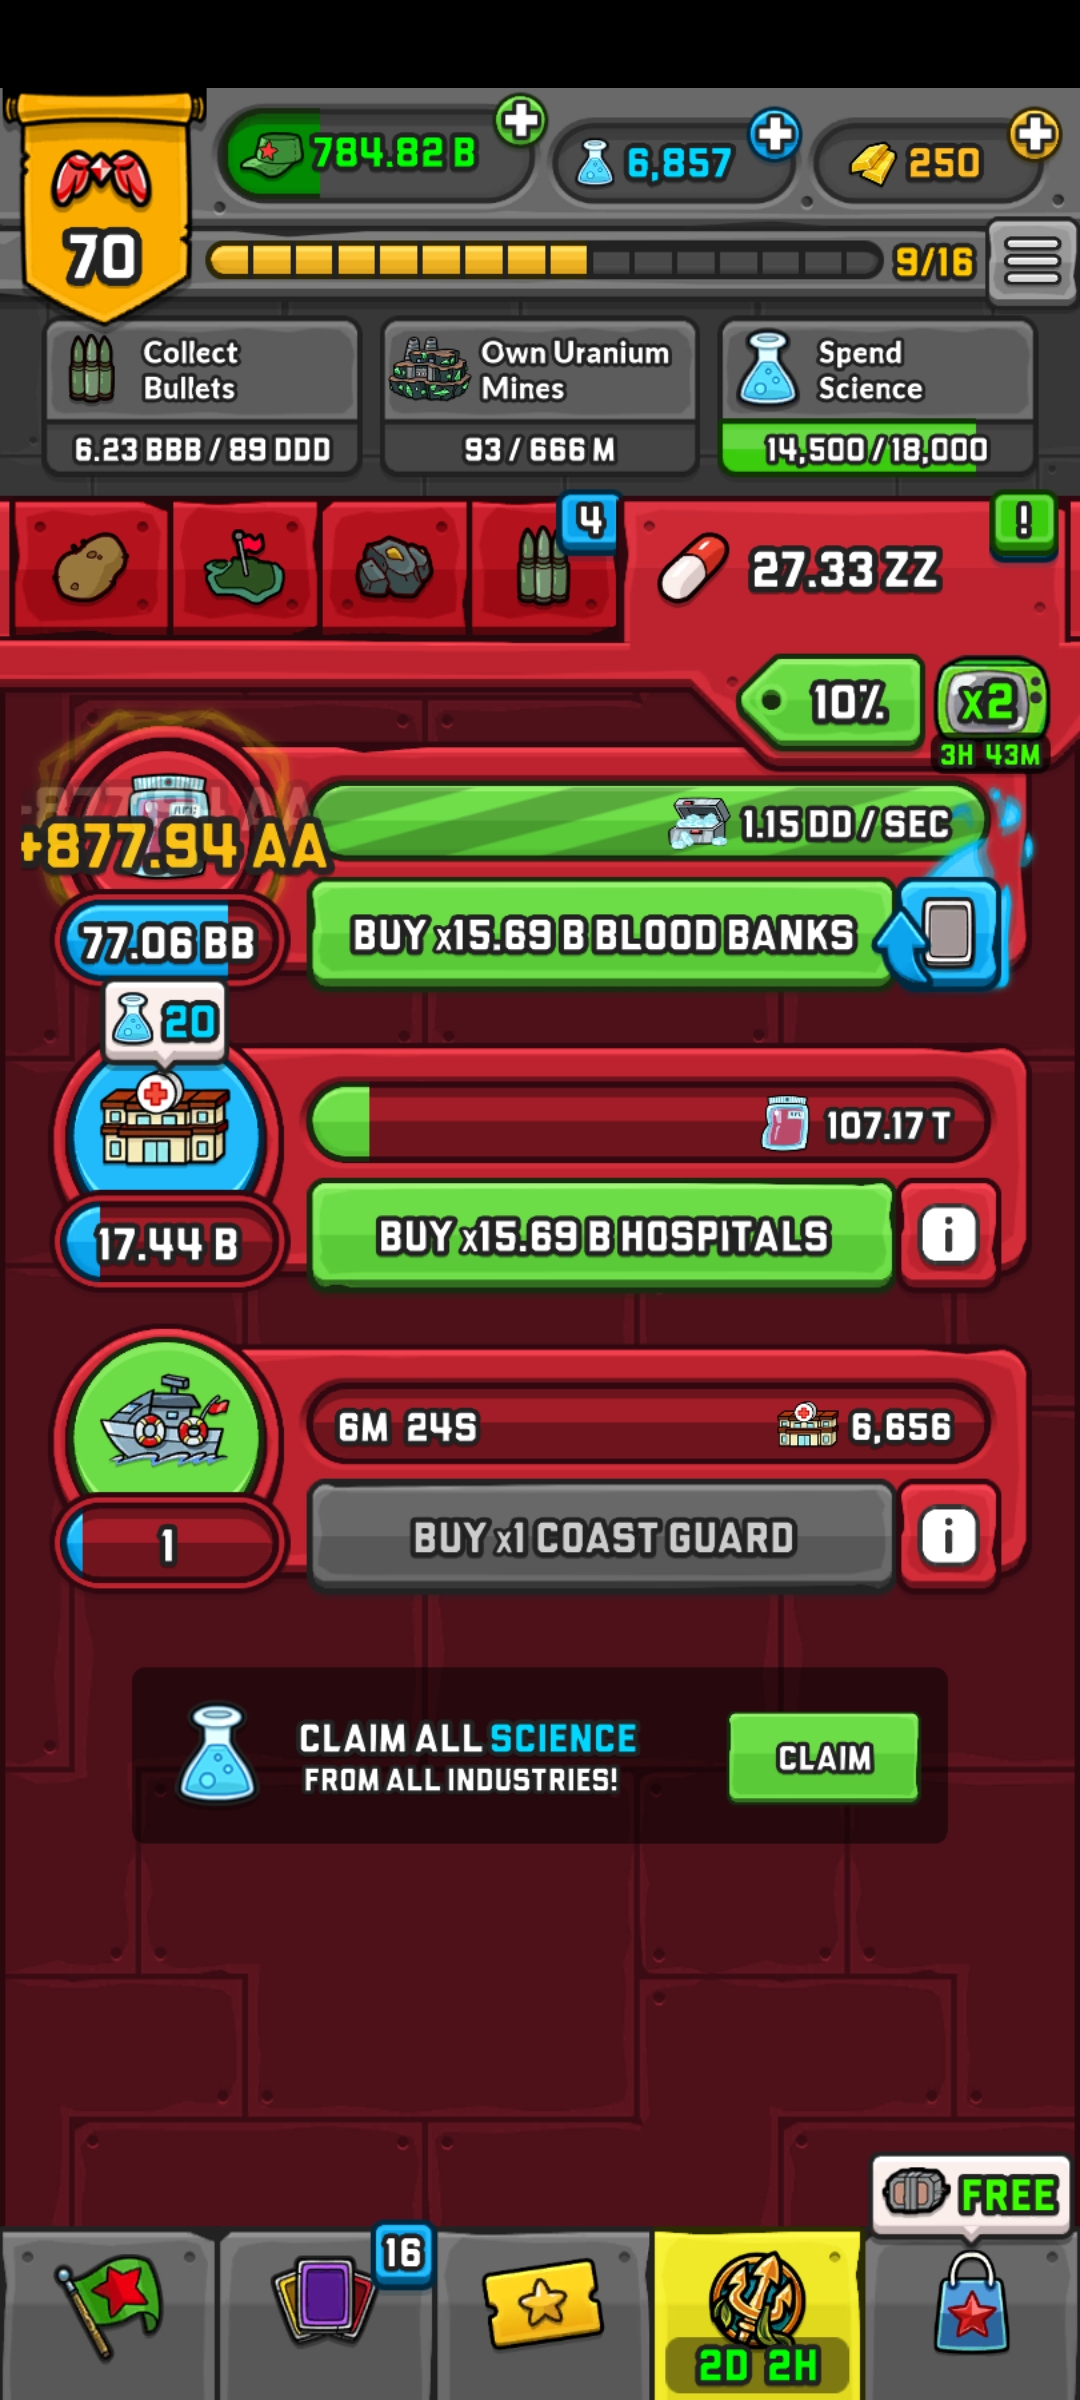 784.82 B
6,857
250
70
9/16
Collect
Bullets
Own Uranium
Mines
Spend
Science
6.23 BBB / 89 DDD
93 / 666 M
14,500/18,000
4
!
27.33 ZZ
10%
x2
3H 43M
+877.94 AA
1.15 DD / SEC
77.06 BB
BUY x15.69 B BLOOD BANKS
20
107.17 T
17.44 B
BUY x15.69 B HOSPITALS
i
6M 24S
6,656
1
BUY x1 COAST GUARD
i
CLAIM ALL SCIENCE
FROM ALL INDUSTRIES!
CLAIM
FREE
16
2D 2H